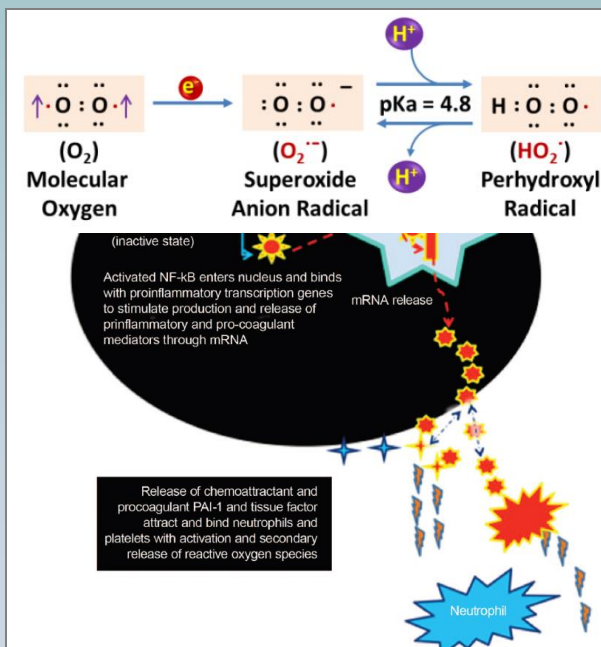 H+
e-
pKa = 4.8
H+
↑·O : O·↑
: O : O· −
H : O : O·
(O₂)
Molecular
Oxygen
(O₂˙⁻)
Superoxide
Anion Radical
(HO₂˙)
Perhydroxyl
Radical
(inactive state)
Activated NF-kB enters nucleus and binds
with proinflammatory transcription genes
to stimulate production and release of
prinflammatory and pro-coagulant
mediators through mRNA
mRNA release
Release of chemoattractant and
procoagulant PAI-1 and tissue factor
attract and bind neutrophils and
platelets with activation and secondary
release of reactive oxygen species
Neutrophil